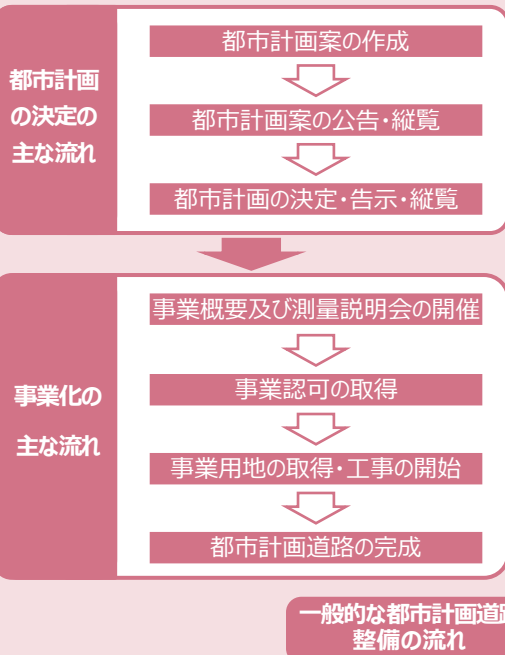 都市計画
の決定の
主な流れ
都市計画案の作成
都市計画案の公告・縦覧
都市計画の決定・告示・縦覧
事業化の
主な流れ
事業概要及び測量説明会の開催
事業認可の取得
事業用地の取得・工事の開始
都市計画道路の完成
一般的な都市計画道路
整備の流れ